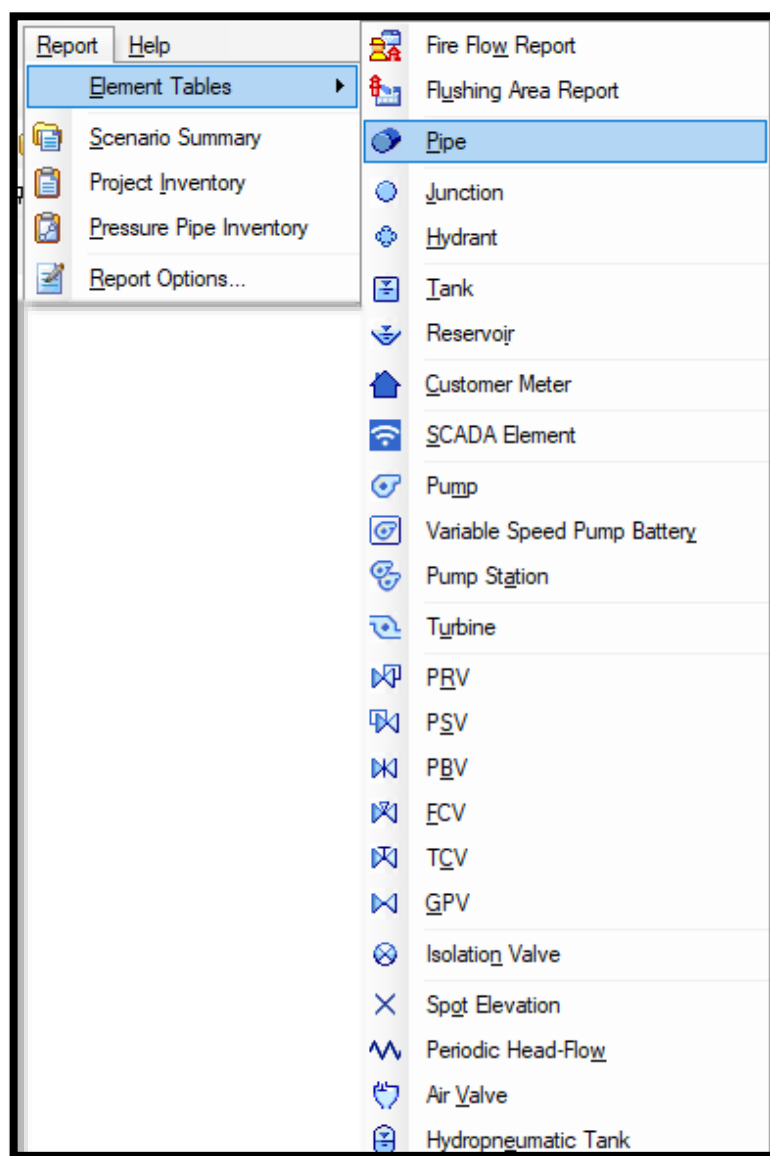 Report Help
Element Tables
Scenario Summary
Project Inventory
Pressure Pipe Inventory
Report Options...
Fire Flow Report
Flushing Area Report
Pipe
Junction
Hydrant
Tank
Reservoir
Customer Meter
SCADA Element
Pump
Variable Speed Pump Battery
Pump Station
Turbine
PRV
PSV
PBV
FCV
TCV
GPV
Isolation Valve
Spot Elevation
Periodic Head-Flow
Air Valve
Hydropneumatic Tank